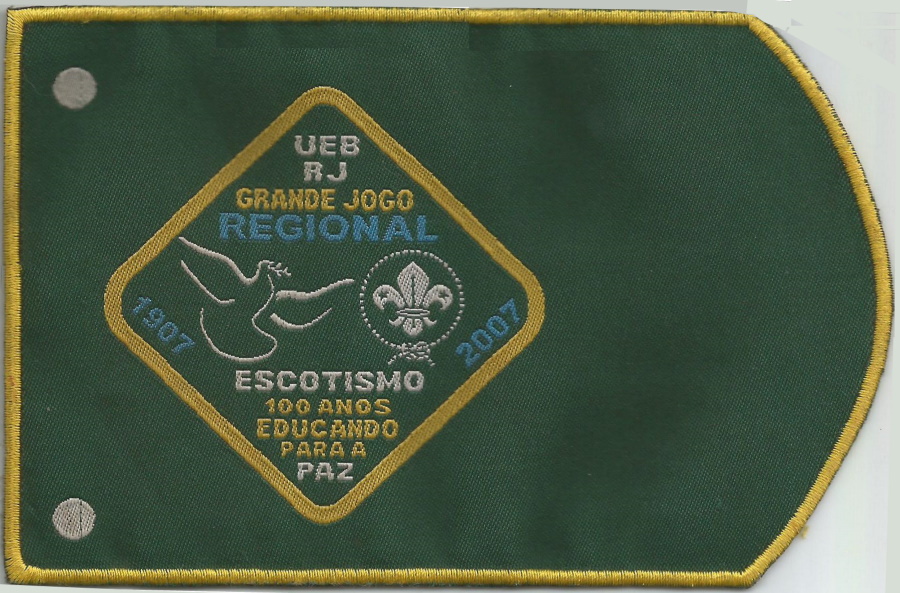 UEB
RJ
GRANDE JOGO
REGIONAL
1907
2007
ESCOTISMO
100 ANOS
EDUCANDO
PARA A
PAZ